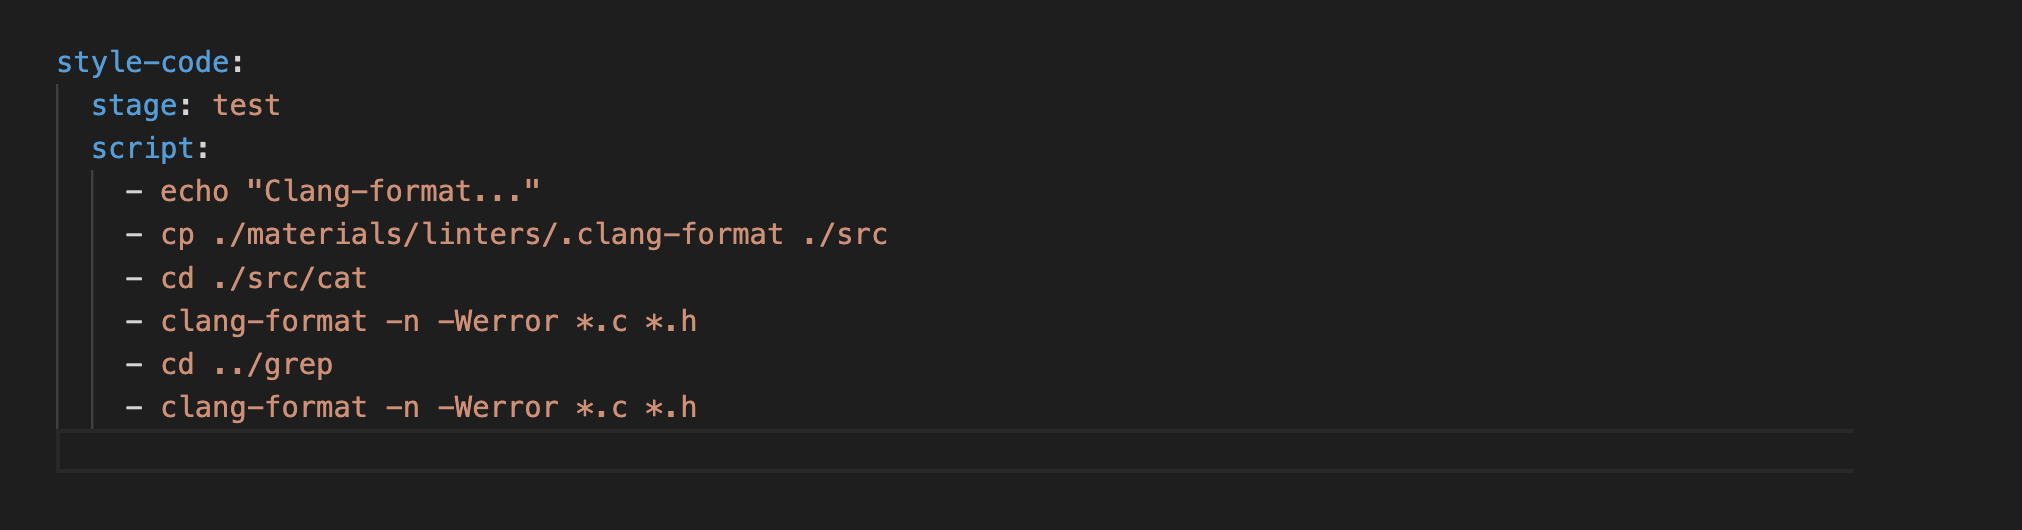 style-code:
  stage: test
  script:
    - echo "Clang-format..."
    - cp ./materials/linters/.clang-format ./src
    - cd ./src/cat
    - clang-format -n -Werror *.c *.h
    - cd ../grep
    - clang-format -n -Werror *.c *.h